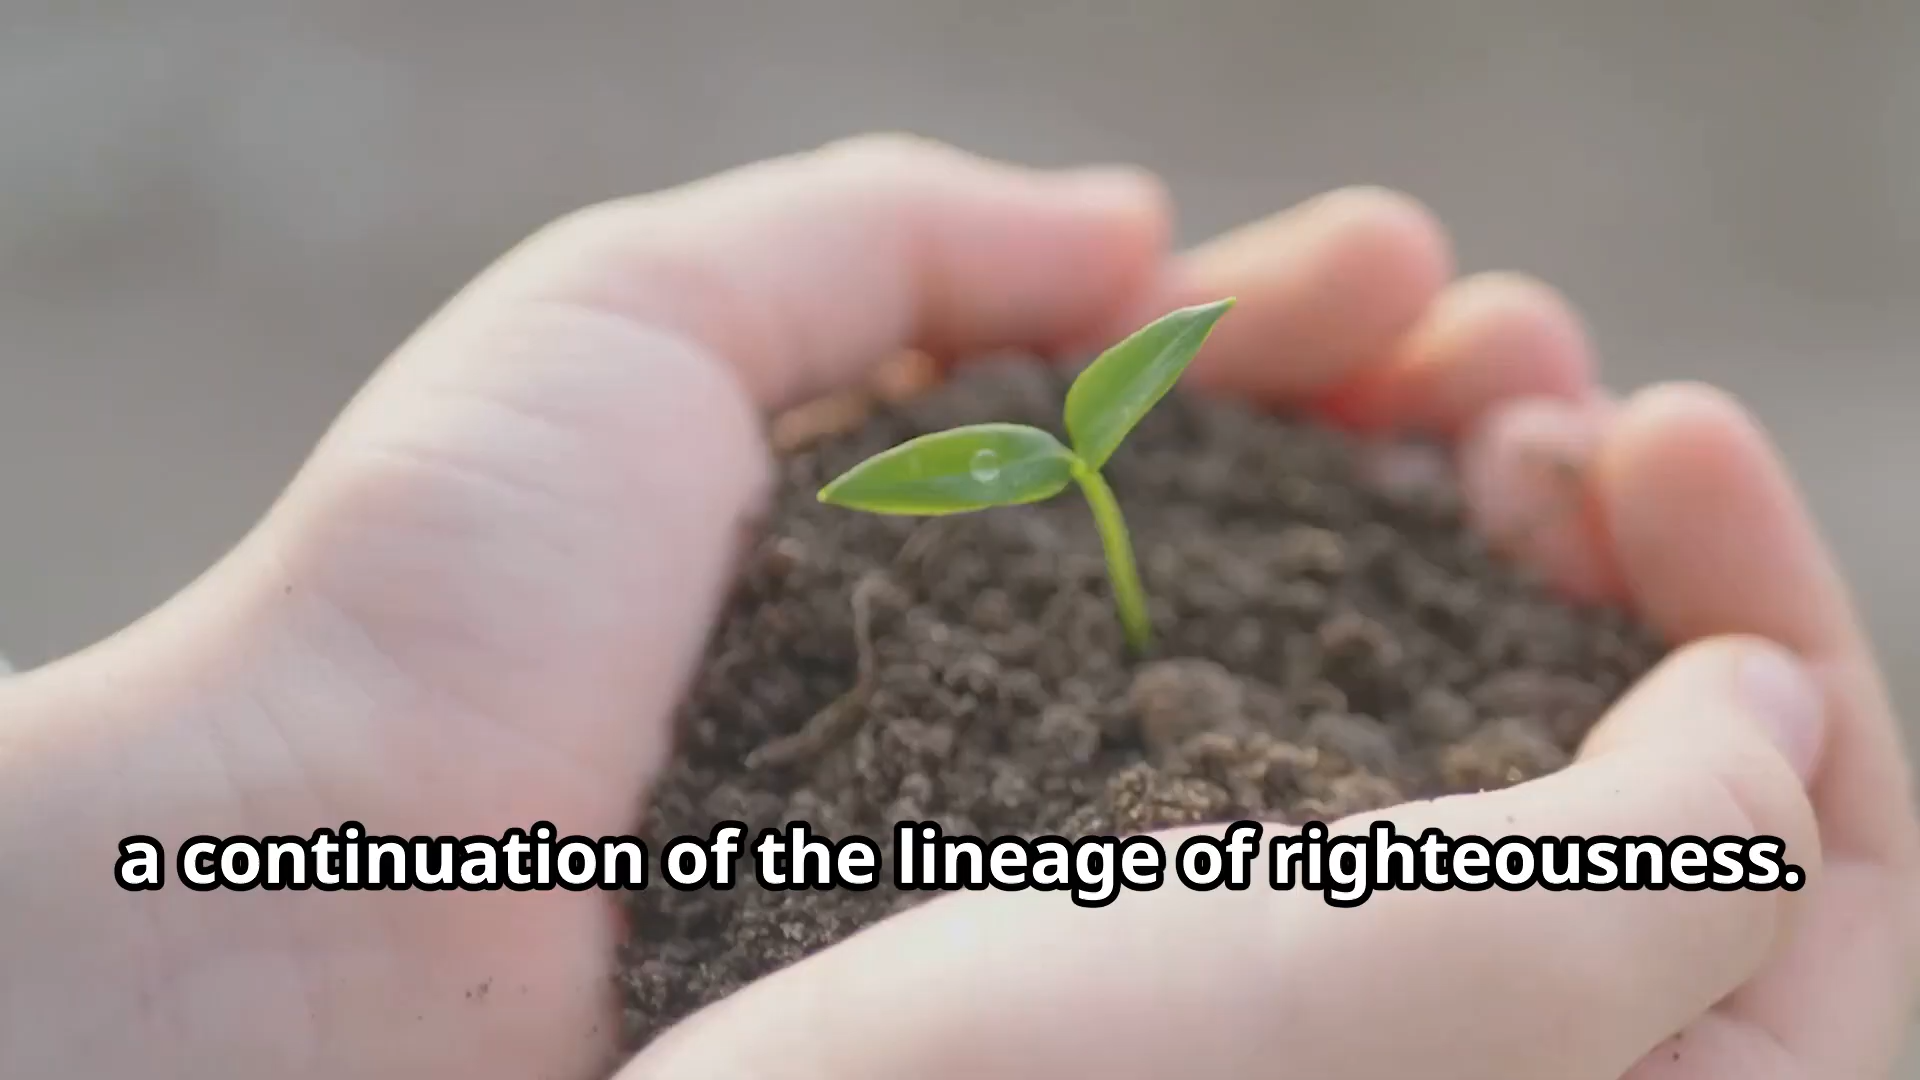 a continuation of the lineage of righteousness.